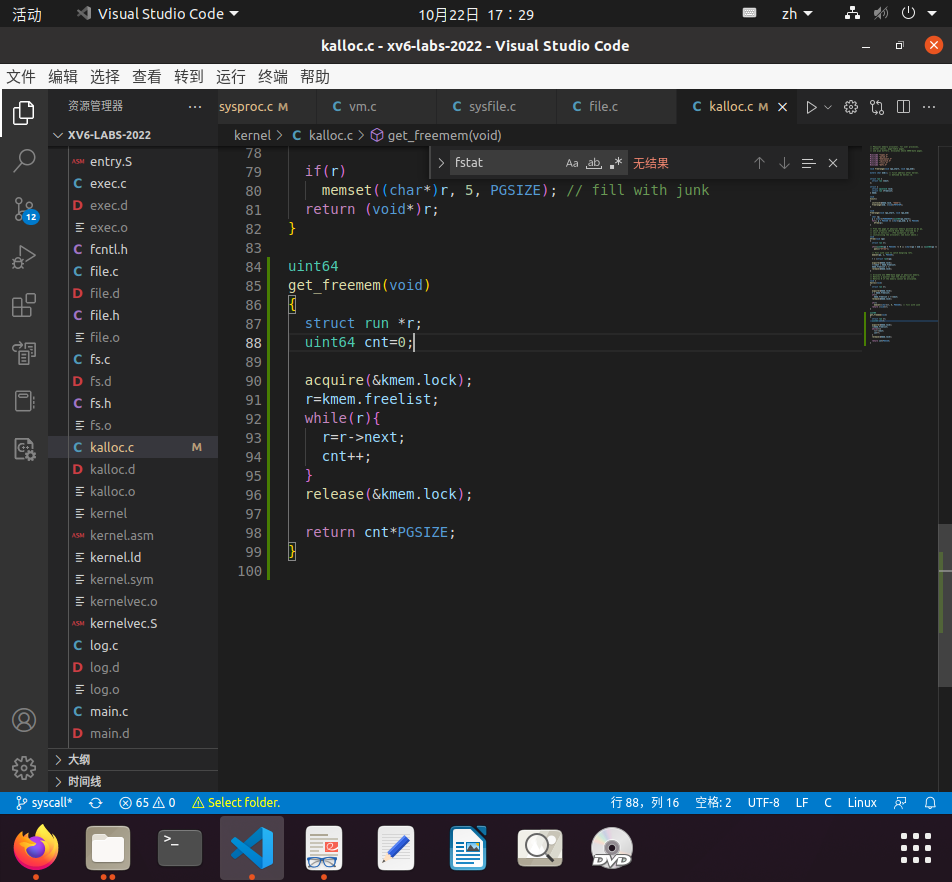 活动
Visual Studio Code
10月22日 17：29
zh
kalloc.c - xv6-labs-2022 - Visual Studio Code
文件 编辑 选择 查看 转到 运行 终端 帮助
资源管理器
XV6-LABS-2022
ASM entry.S
C exec.c
D exec.d
exec.o
C fcntl.h
C file.c
D file.d
C file.h
file.o
C fs.c
D fs.d
C fs.h
fs.o
C kalloc.c M
D kalloc.d
kalloc.o
kernel
ASM kernel.asm
kernel.ld
kernel.sym
kernelvec.o
ASM kernelvec.S
C log.c
D log.d
log.o
C main.c
D main.d
大纲
时间线
12
sysproc.c M
C vm.c
C sysfile.c
C file.c
C kalloc.c M
kernel > C kalloc.c > get_freemem(void)
fstat Aa ab .* 无结果
78
79 if(r)
80 memset((char*)r, 5, PGSIZE); // fill with junk
81 return (void*)r;
82 }
83
84 uint64
85 get_freemem(void)
86 {
87 struct run *r;
88 uint64 cnt=0;
89
90 acquire(&kmem.lock);
91 r=kmem.freelist;
92 while(r){
93 r=r->next;
94 cnt++;
95 }
96 release(&kmem.lock);
97
98 return cnt*PGSIZE;
99 }
100
syscall* 65 0 Select folder. 行 88，列 16 空格: 2 UTF-8 LF C Linux
>_
DVD